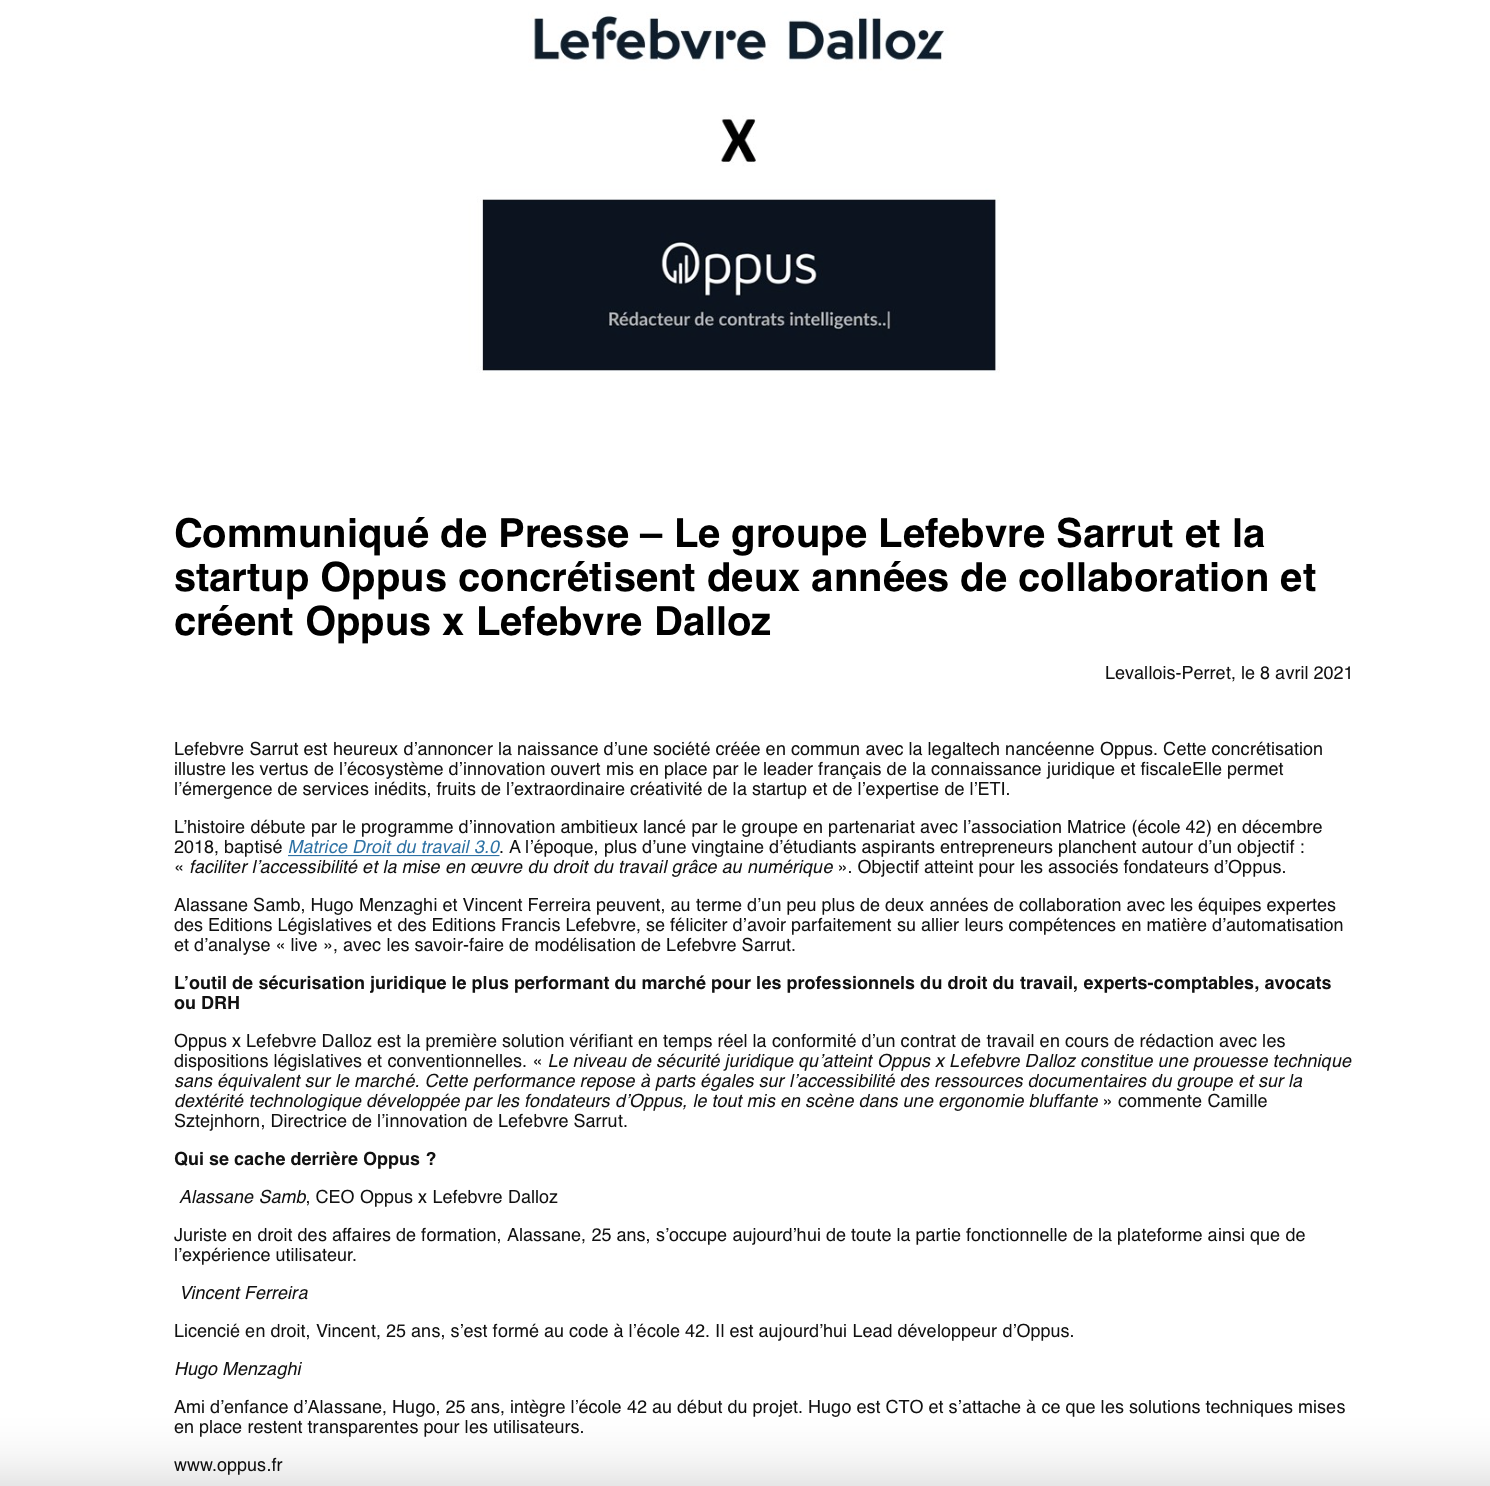 Lefebvre Dalloz
X
Oppus
Rédacteur de contrats intelligents..|
Communiqué de Presse – Le groupe Lefebvre Sarrut et la
startup Oppus concrétisent deux années de collaboration et
créent Oppus x Lefebvre Dalloz
Levallois-Perret, le 8 avril 2021
Lefebvre Sarrut est heureux d’annoncer la naissance d’une société créée en commun avec la legaltech nancéenne Oppus. Cette concrétisation
illustre les vertus de l’écosystème d’innovation ouvert mis en place par le leader français de la connaissance juridique et fiscaleElle permet
l’émergence de services inédits, fruits de l’extraordinaire créativité de la startup et de l’expertise de l’ETI.
L’histoire débute par le programme d’innovation ambitieux lancé par le groupe en partenariat avec l’association Matrice (école 42) en décembre
2018, baptisé Matrice Droit du travail 3.0. A l’époque, plus d’une vingtaine d’étudiants aspirants entrepreneurs planchent autour d’un objectif :
« faciliter l’accessibilité et la mise en œuvre du droit du travail grâce au numérique ». Objectif atteint pour les associés fondateurs d’Oppus.
Alassane Samb, Hugo Menzaghi et Vincent Ferreira peuvent, au terme d’un peu plus de deux années de collaboration avec les équipes expertes
des Editions Législatives et des Editions Francis Lefebvre, se féliciter d’avoir parfaitement su allier leurs compétences en matière d’automatisation
et d’analyse « live », avec les savoir-faire de modélisation de Lefebvre Sarrut.
L’outil de sécurisation juridique le plus performant du marché pour les professionnels du droit du travail, experts-comptables, avocats
ou DRH
Oppus x Lefebvre Dalloz est la première solution vérifiant en temps réel la conformité d’un contrat de travail en cours de rédaction avec les
dispositions législatives et conventionnelles. « Le niveau de sécurité juridique qu’atteint Oppus x Lefebvre Dalloz constitue une prouesse technique
sans équivalent sur le marché. Cette performance repose à parts égales sur l’accessibilité des ressources documentaires du groupe et sur la
dextérité technologique développée par les fondateurs d’Oppus, le tout mis en scène dans une ergonomie bluffante » commente Camille
Sztejnhorn, Directrice de l’innovation de Lefebvre Sarrut.
Qui se cache derrière Oppus ?
Alassane Samb, CEO Oppus x Lefebvre Dalloz
Juriste en droit des affaires de formation, Alassane, 25 ans, s’occupe aujourd’hui de toute la partie fonctionnelle de la plateforme ainsi que de
l’expérience utilisateur.
Vincent Ferreira
Licencié en droit, Vincent, 25 ans, s’est formé au code à l’école 42. Il est aujourd’hui Lead développeur d’Oppus.
Hugo Menzaghi
Ami d’enfance d’Alassane, Hugo, 25 ans, intègre l’école 42 au début du projet. Hugo est CTO et s’attache à ce que les solutions techniques mises
en place restent transparentes pour les utilisateurs.
www.oppus.fr